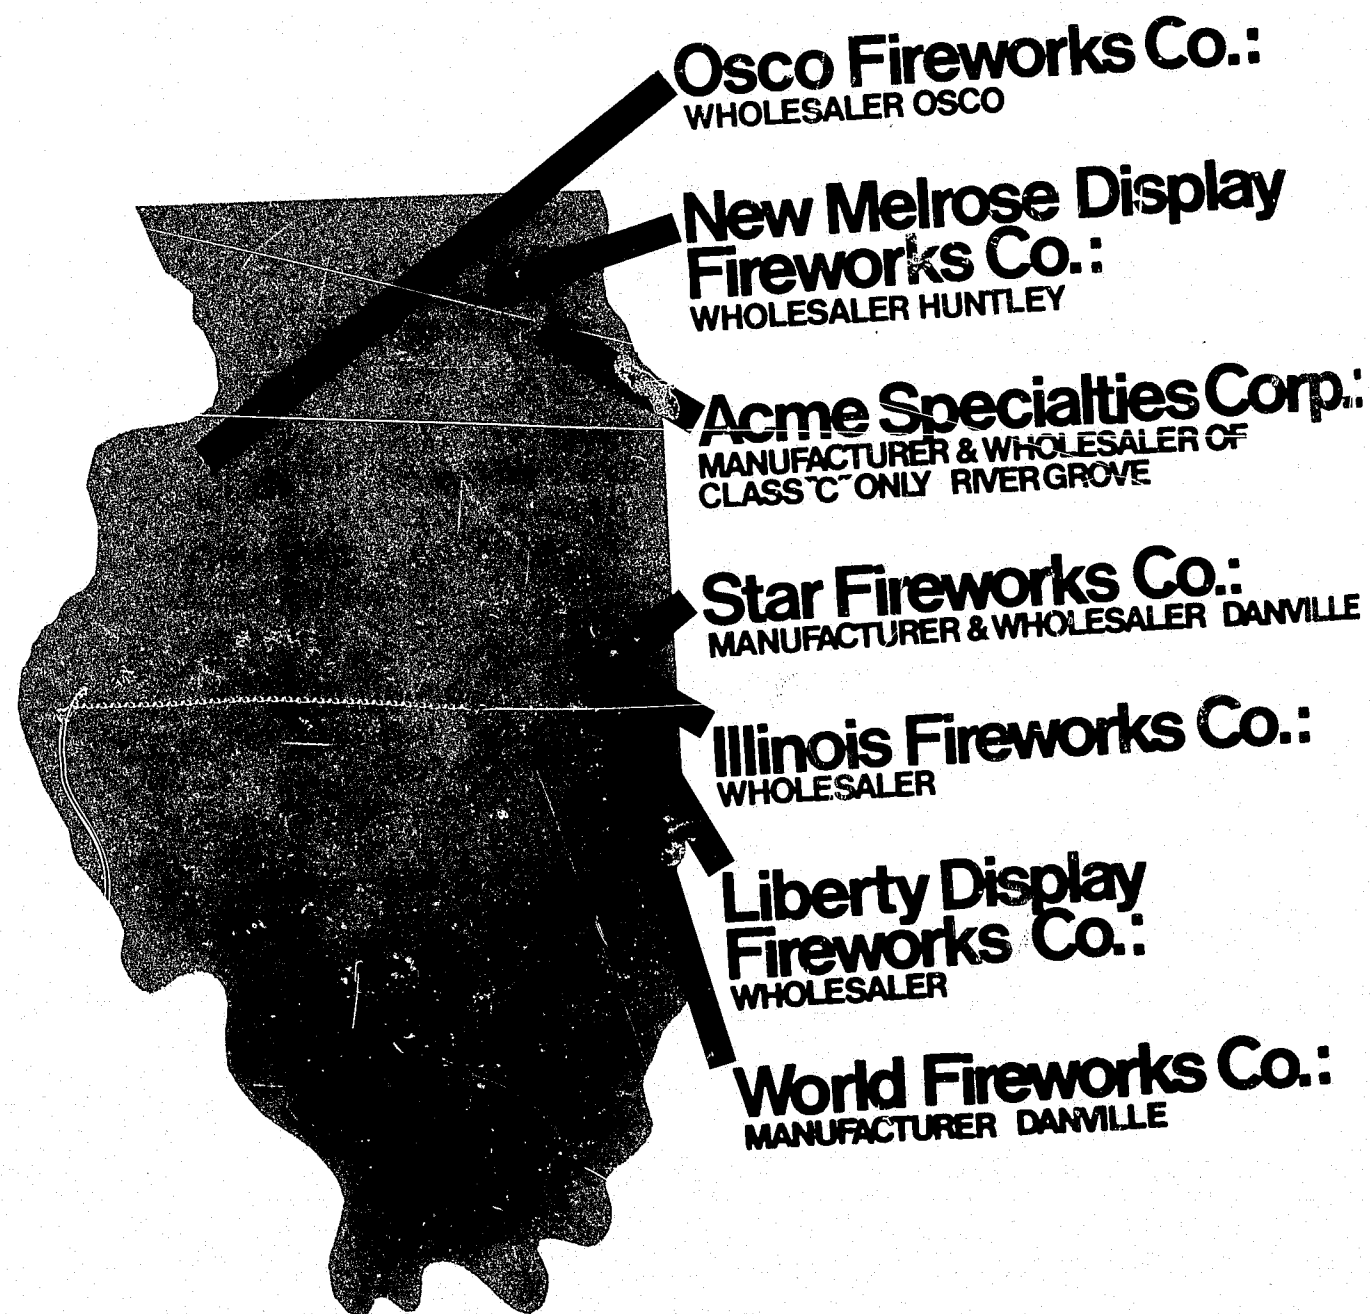 Osco Fireworks Co.:
WHOLESALER OSCO
New Melrose Display
Fireworks Co.:
WHOLESALER HUNTLEY
Acme Specialties Corp.:
MANUFACTURER & WHOLESALER OF
CLASS "C" ONLY RIVER GROVE
Star Fireworks Co.:
MANUFACTURER & WHOLESALER DANVILLE
Illinois Fireworks Co.:
WHOLESALER
Liberty Display
Fireworks Co.:
WHOLESALER
World Fireworks Co.:
MANUFACTURER DANVILLE